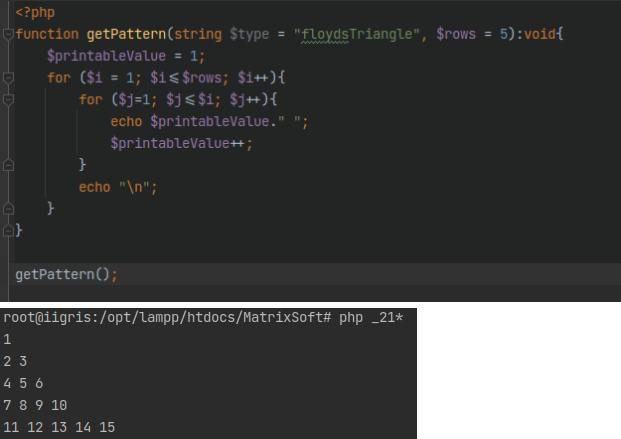 <?php
function getPattern(string $type = "floydsTriangle", $rows = 5):void{
$printableValue = 1;
for ($i = 1; $i<=$rows; $i++){
for ($j=1; $j<=$i; $j++){
echo $printableValue." ";
$printableValue++;
}
echo "\n";
}
}
getPattern();
root@iigris:/opt/lampp/htdocs/MatrixSoft# php _21*
1
2 3
4 5 6
7 8 9 10
11 12 13 14 15